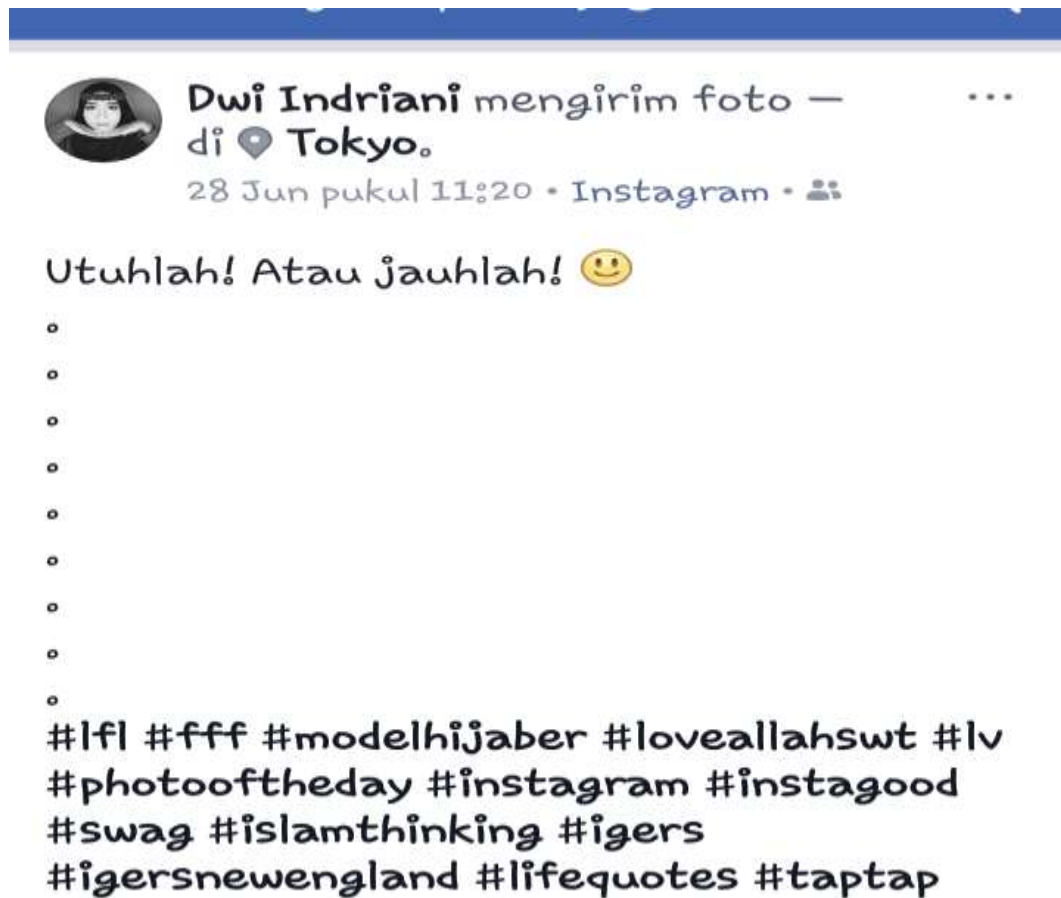 Dwi Indriani mengirim foto —
di Tokyo.
28 Jun pukul 11:20 • Instagram •
Utuhlah! Atau jauhlah! 🙂
.
.
.
.
.
.
.
.
.
#lfl #fff #modelhijaber #loveallahswt #lv
#photooftheday #instagram #instagood
#swag #islamthinking #igers
#igersnewengland #lifequotes #taptap